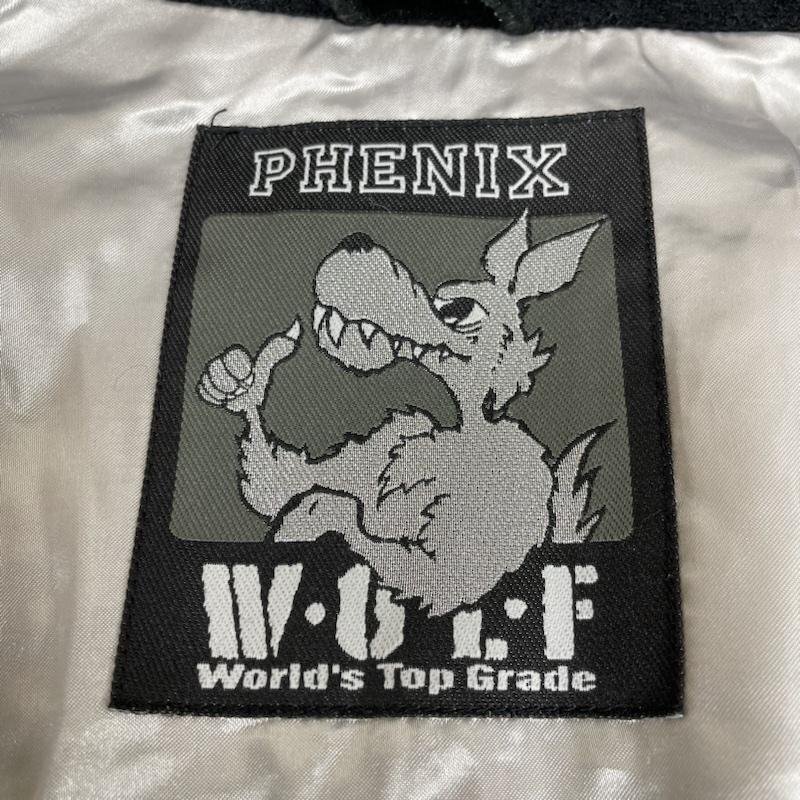 PHENIX
W·O L·F
World's Top Grade